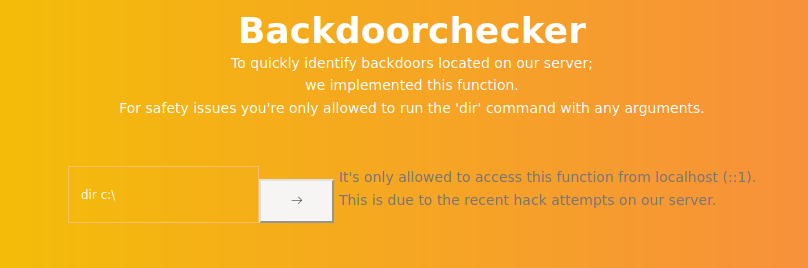 Backdoorchecker
To quickly identify backdoors located on our server;
we implemented this function.
For safety issues you're only allowed to run the 'dir' command with any arguments.
dir c:\
→
It's only allowed to access this function from localhost (::1).
This is due to the recent hack attempts on our server.